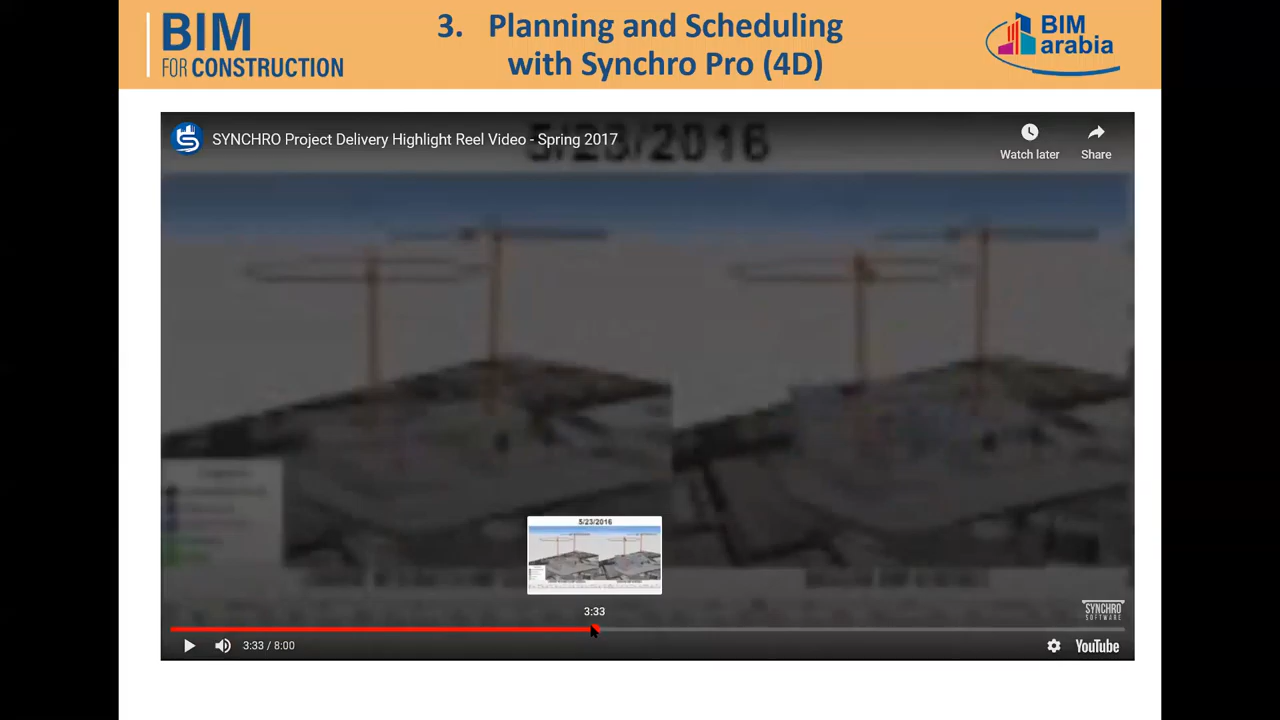 BIM
FOR CONSTRUCTION
3. Planning and Scheduling
with Synchro Pro (4D)
BIM
arabia
SYNCHRO Project Delivery Highlight Reel Video - Spring 2017
5/23/2016
Watch later
Share
5/23/2016
3:33
SYNCHRO
SOFTWARE
3:33 / 8:00
YouTube